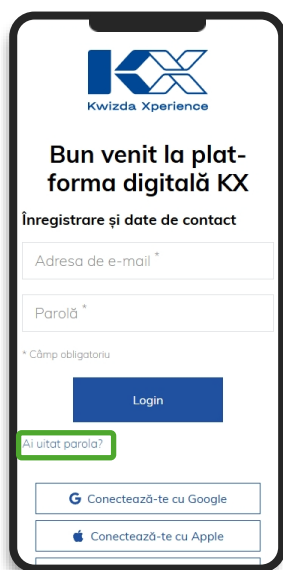 KX
Kwizda Xperience
Bun venit la plat-
forma digitală KX
Înregistrare și date de contact
Adresa de e-mail *
Parolă *
* Câmp obligatoriu
Login
Ai uitat parola?
G Conectează-te cu Google
Conectează-te cu Apple